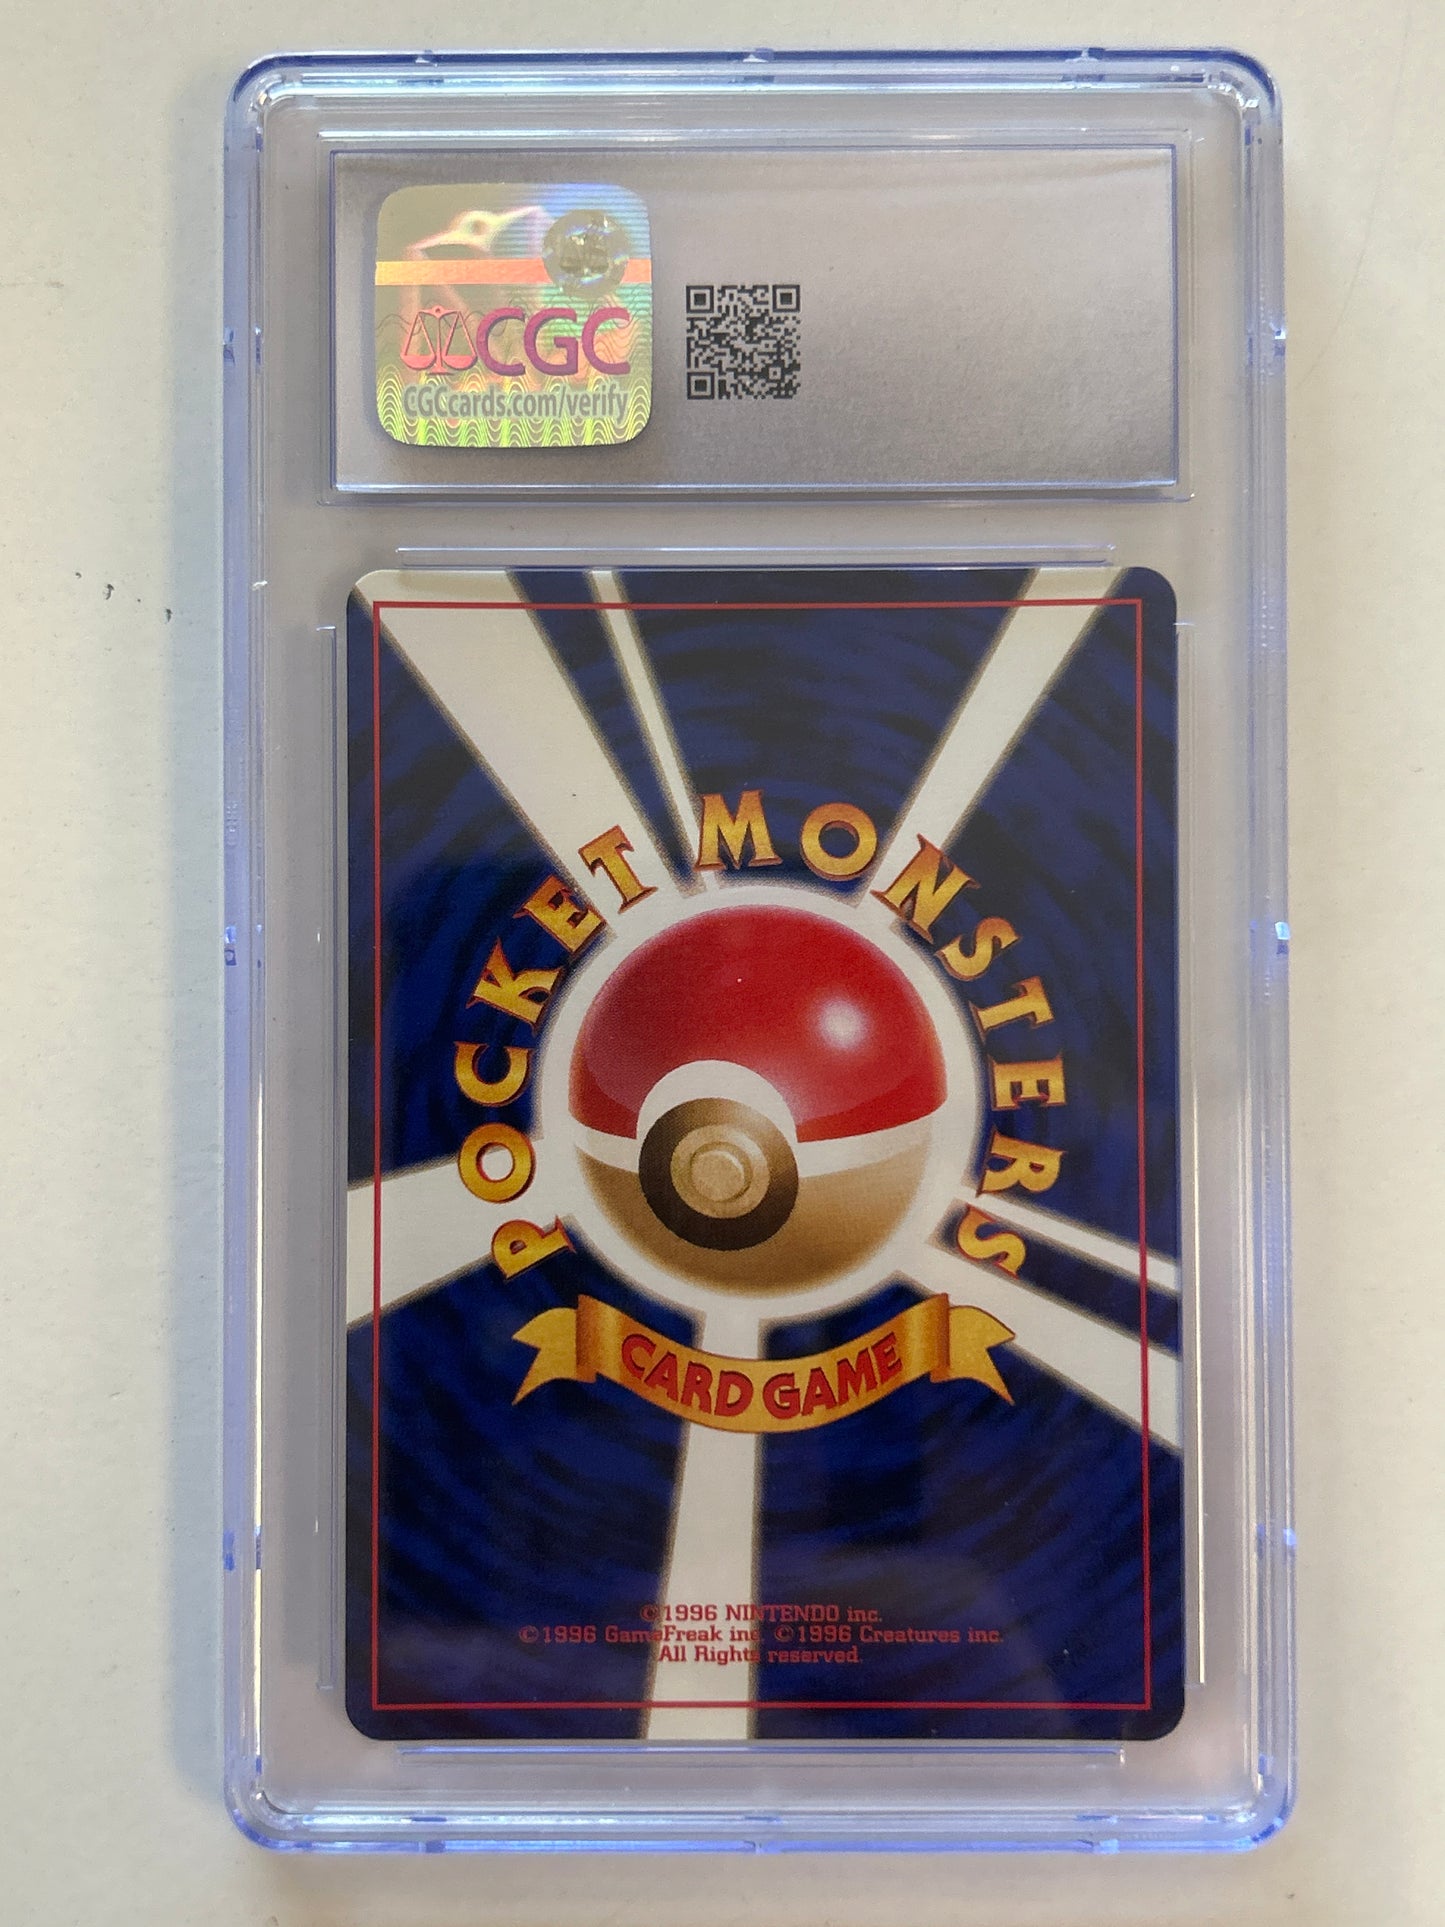 CGC
CGCcards.com/verify
POCKET MONSTERS
CARD GAME
©1996 NINTENDO inc.
©1996 GameFreak inc. ©1996 Creatures inc.
All Rights reserved.